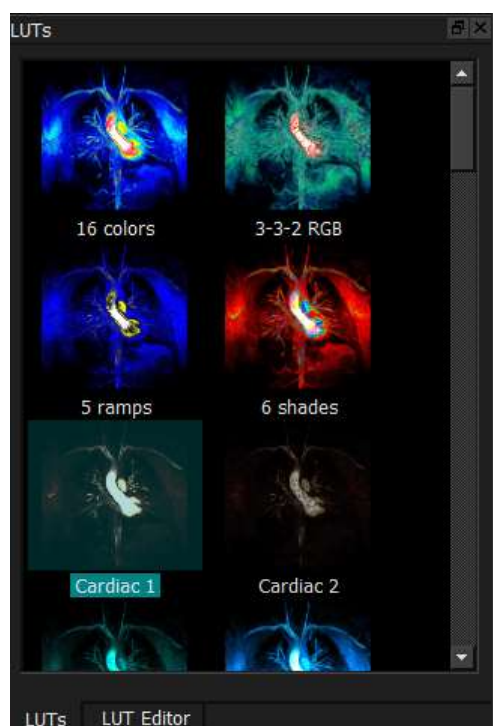 LUTs
16 colors
3-3-2 RGB
5 ramps
6 shades
Cardiac 1
Cardiac 2
LUTs
LUT Editor